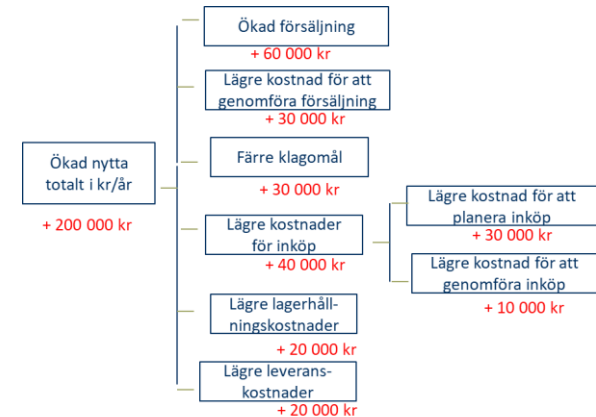 Ökad försäljning
+ 60 000 kr
Lägre kostnad för att
genomföra försäljning
+ 30 000 kr
Ökad nytta
totalt i kr/år
+ 200 000 kr
Färre klagomål
+ 30 000 kr
Lägre kostnader
för inköp
+ 40 000 kr
Lägre kostnad för att
planera inköp
+ 30 000 kr
Lägre kostnad för att
genomföra inköp
+ 10 000 kr
Lägre lagerhåll-
ningskostnader
+ 20 000 kr
Lägre leverans-
kostnader
+ 20 000 kr